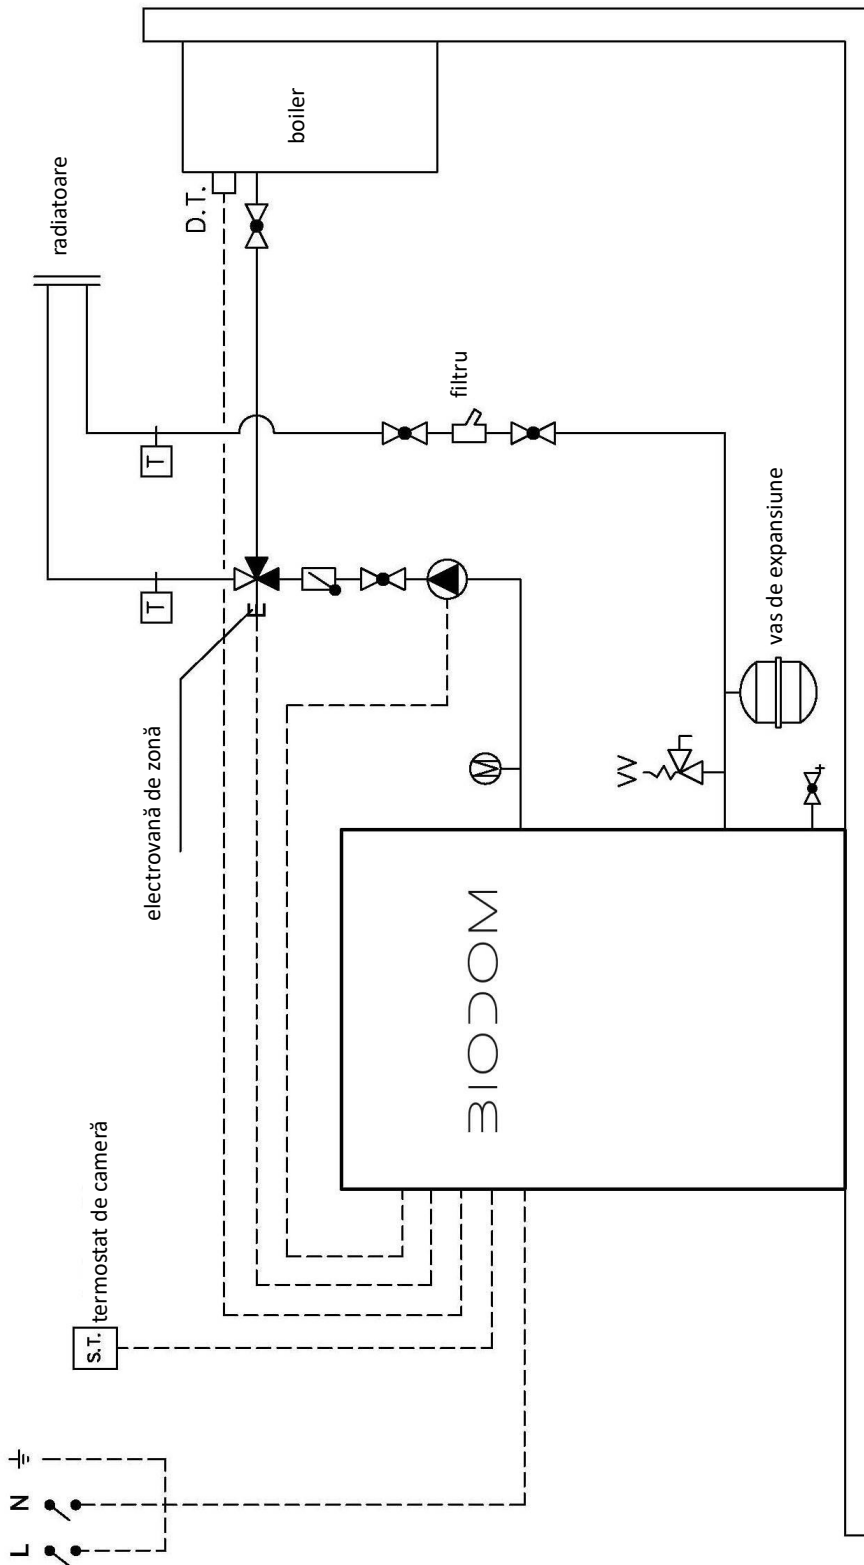 L
N
S.T.
termostat de cameră
BIODOM
electrovană de zonă
E
M
VV
vas de expansiune
T
T
filtru
radiatoare
D.T.
boiler